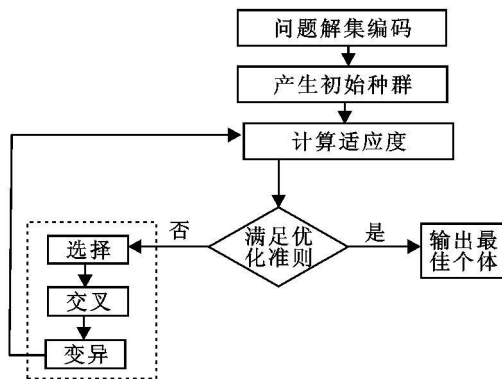 问题解集编码
产生初始种群
计算适应度
满足优
化准则
否
是
输出最
佳个体
选择
交叉
变异